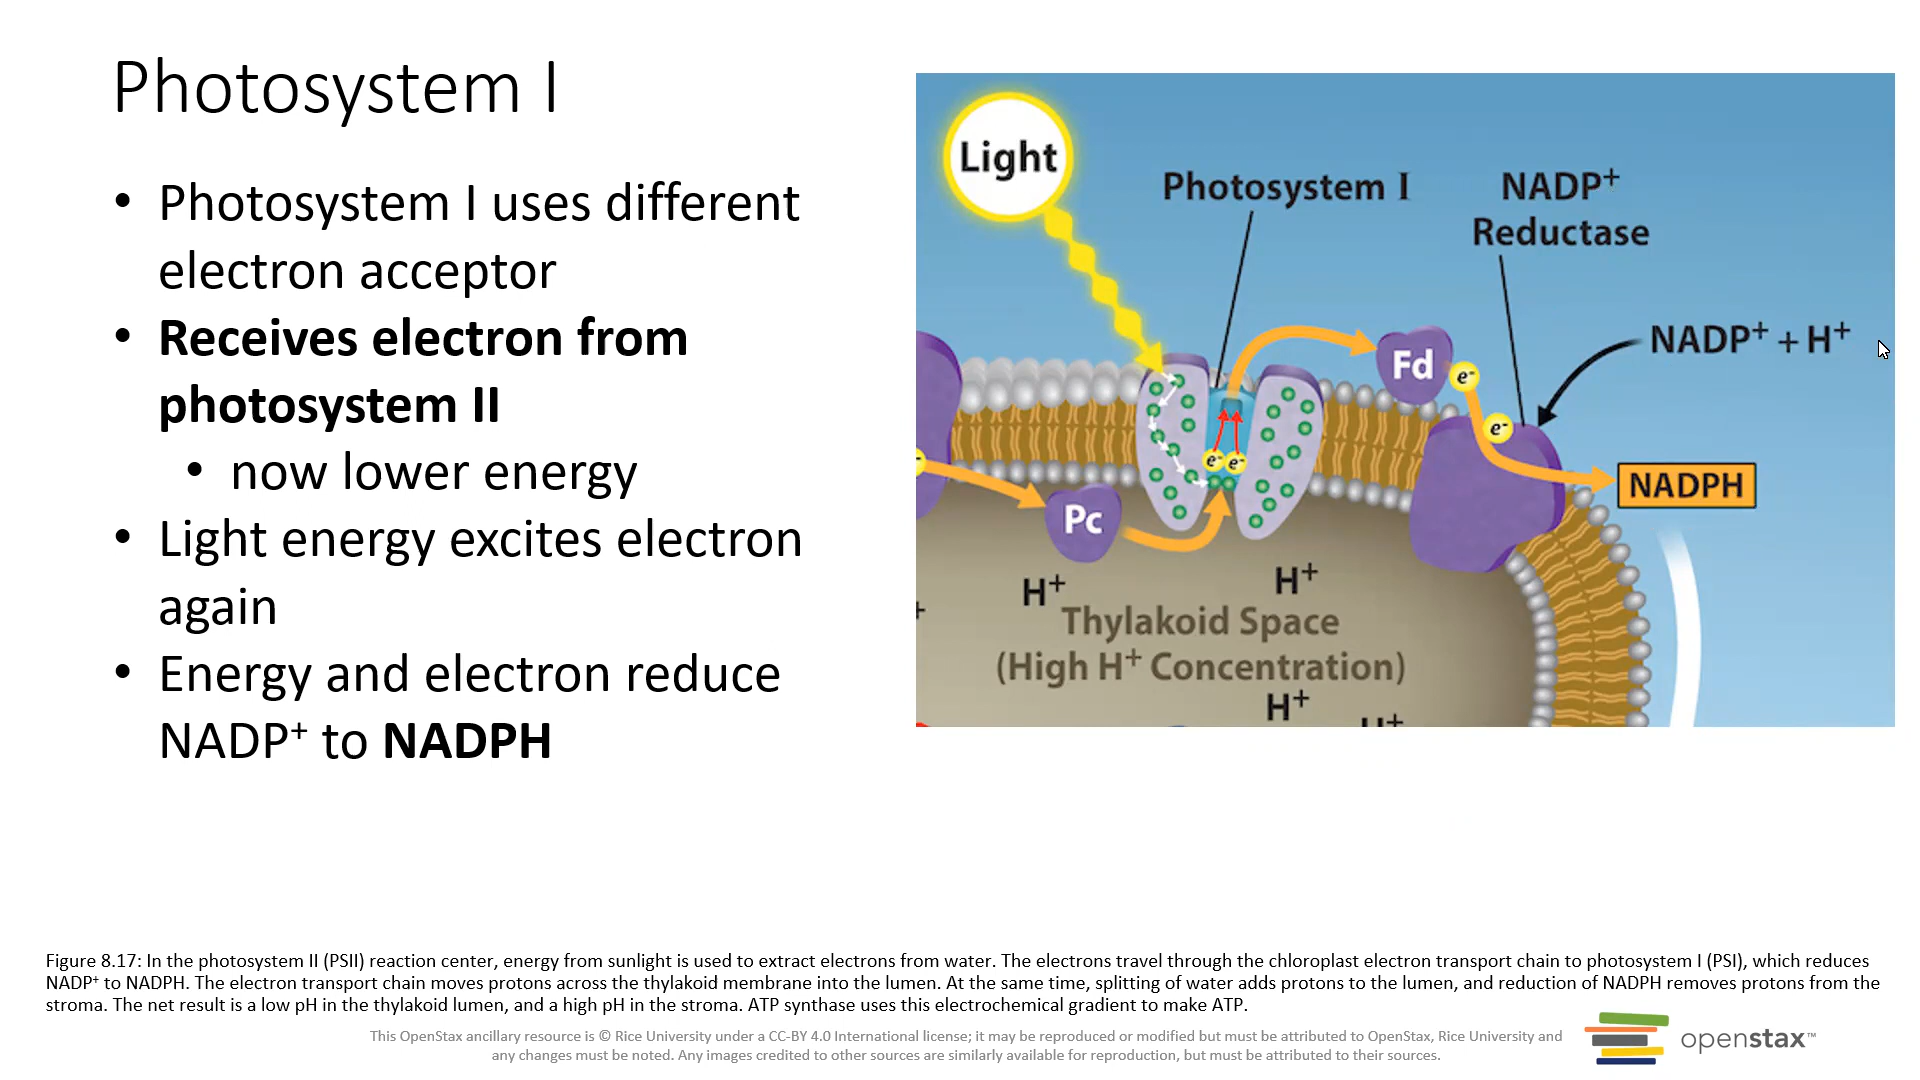 Photosystem I
• Photosystem I uses different
electron acceptor
• Receives electron from
photosystem II
• now lower energy
• Light energy excites electron
again
• Energy and electron reduce
NADP⁺ to NADPH
Light
Photosystem I
NADP⁺
Reductase
NADP⁺ + H⁺
Fd
e⁻
e⁻
e⁻ e⁻
NADPH
Pc
H⁺
H⁺
Thylakoid Space
(High H⁺ Concentration)
H⁺
H⁺
Figure 8.17: In the photosystem II (PSII) reaction center, energy from sunlight is used to extract electrons from water. The electrons travel through the chloroplast electron transport chain to photosystem I (PSI), which reduces
NADP⁺ to NADPH. The electron transport chain moves protons across the thylakoid membrane into the lumen. At the same time, splitting of water adds protons to the lumen, and reduction of NADPH removes protons from the
stroma. The net result is a low pH in the thylakoid lumen, and a high pH in the stroma. ATP synthase uses this electrochemical gradient to make ATP.
This OpenStax ancillary resource is © Rice University under a CC-BY 4.0 International license; it may be reproduced or modified but must be attributed to OpenStax, Rice University and
any changes must be noted. Any images credited to other sources are similarly available for reproduction, but must be attributed to their sources.
openstax™